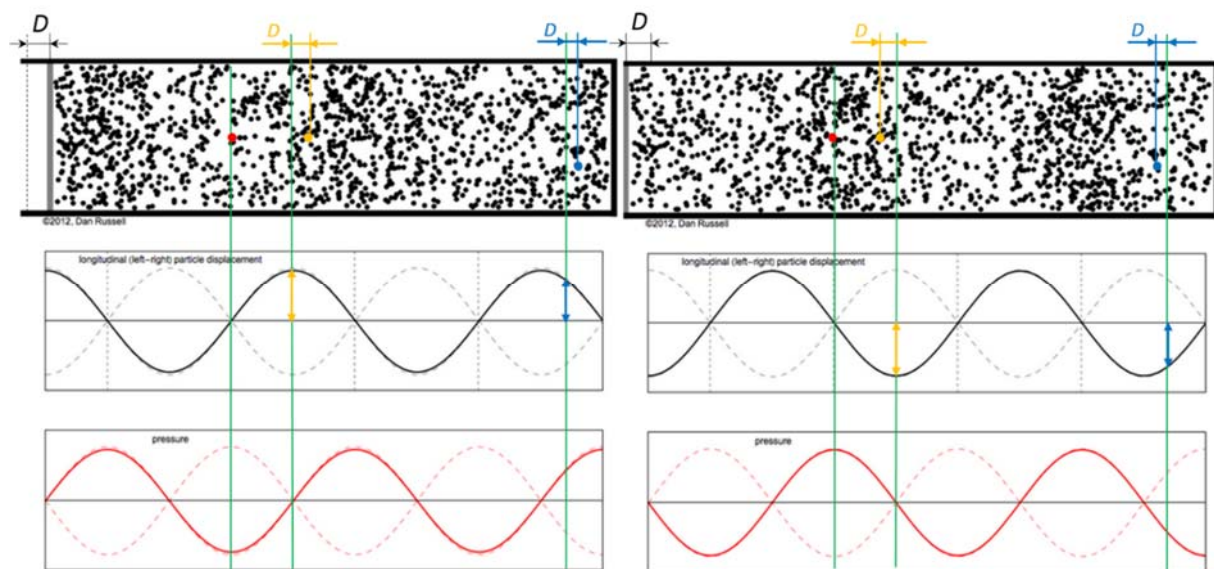 D
D
D
D
D
D
©2012, Dan Russell
©2012, Dan Russell
longitudinal (left-right) particle displacement
longitudinal (left-right) particle displacement
pressure
pressure